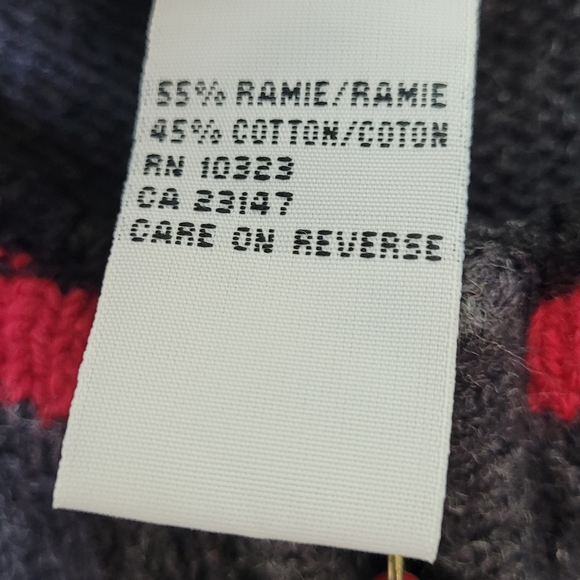 55% RAMIE/RAMIE
45% COTTON/COTON
RN 10323
CA 23147
CARE ON REVERSE